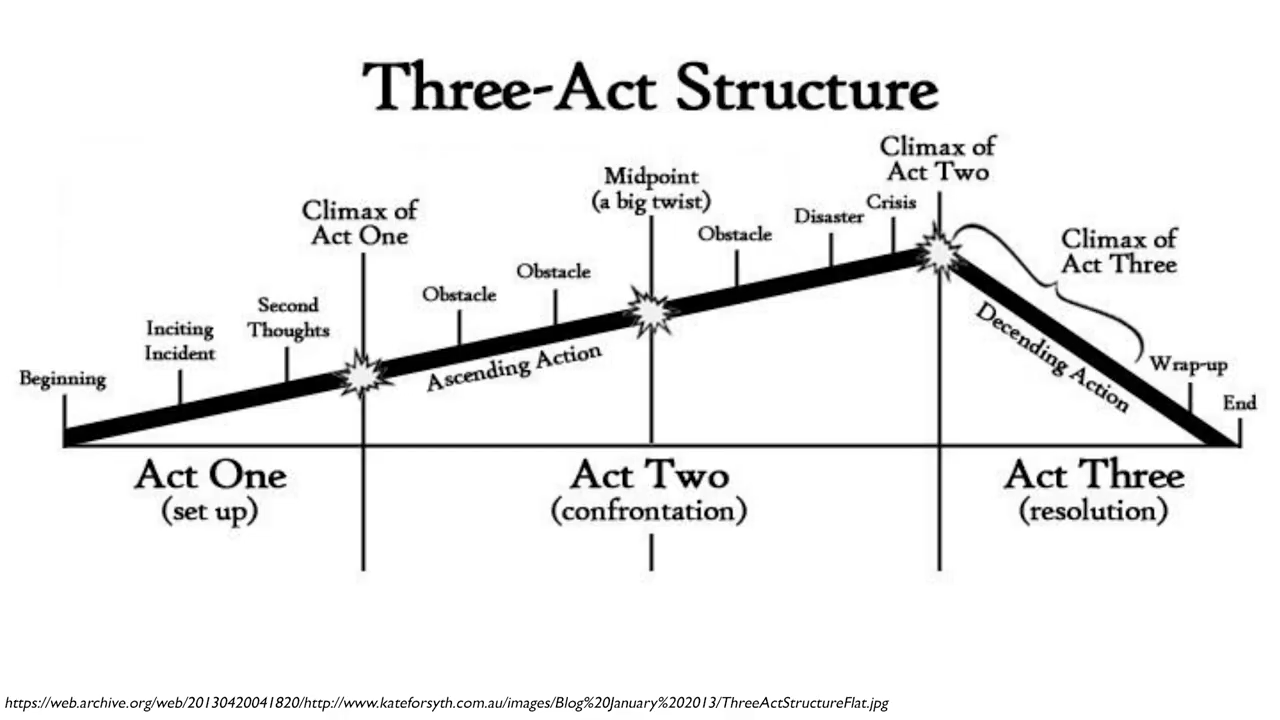 Three-Act Structure
Beginning
Inciting
Incident
Second
Thoughts
Climax of
Act One
Obstacle
Obstacle
Ascending Action
Midpoint
(a big twist)
Obstacle
Disaster
Crisis
Climax of
Act Two
Climax of
Act Three
Decending Action
Wrap-up
End
Act One
(set up)
Act Two
(confrontation)
Act Three
(resolution)
https://web.archive.org/web/20130420041820/http://www.kateforsyth.com.au/images/Blog%20January%202013/ThreeActStructureFlat.jpg